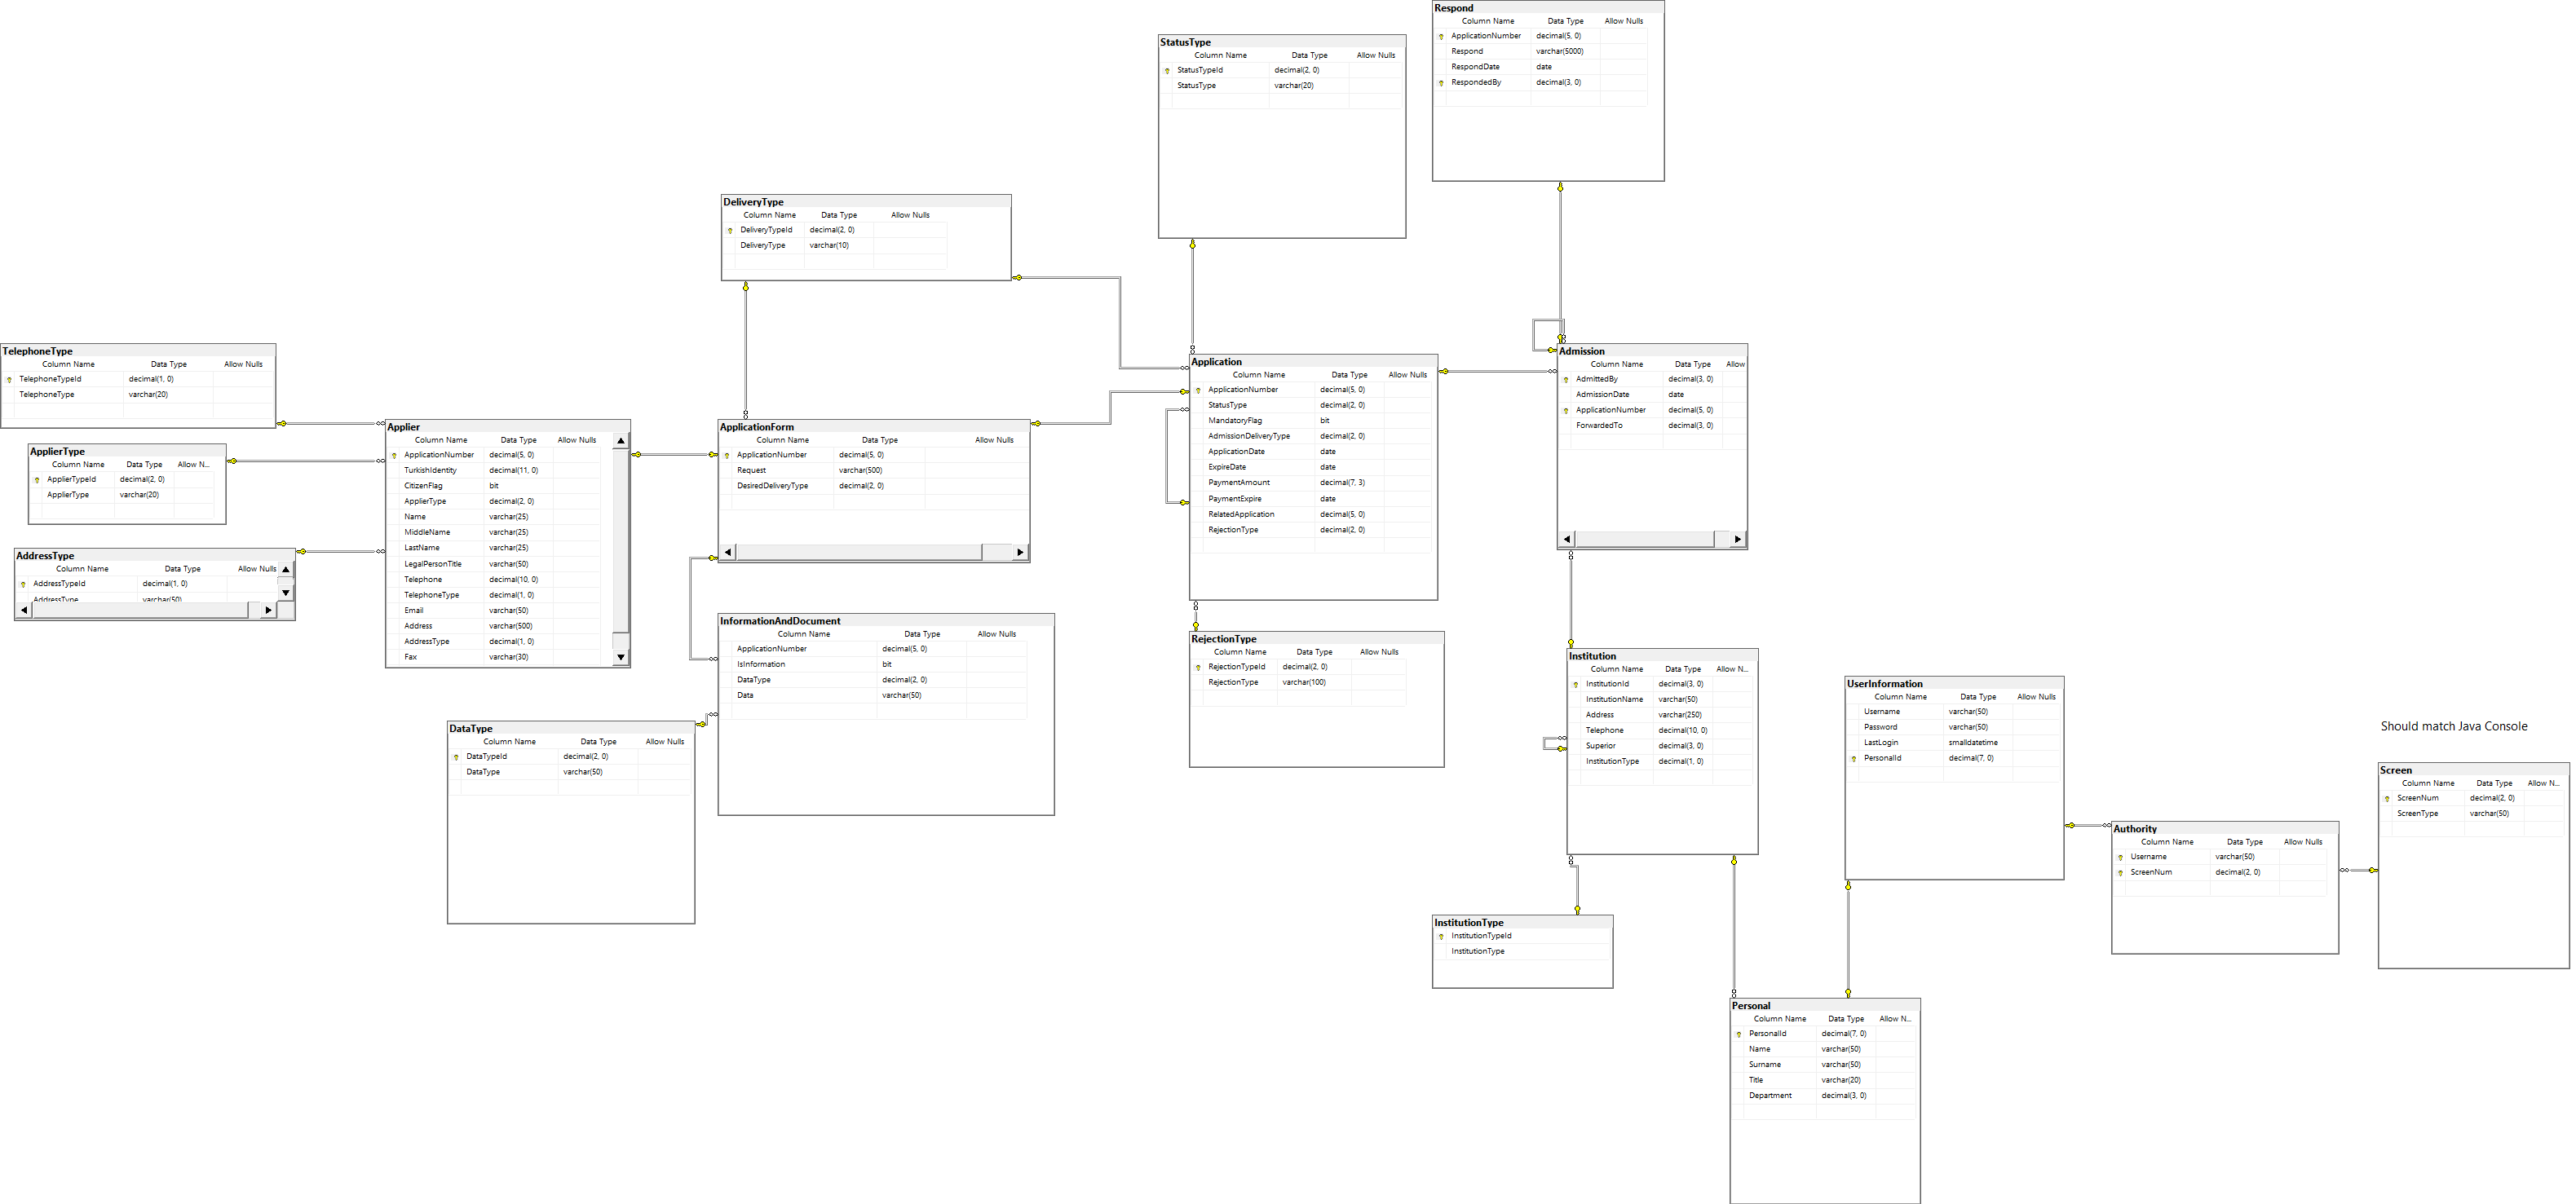 Respond
Column Name Data Type Allow Nulls
ApplicationNumber decimal(5, 0)
Respond varchar(5000)
RespondDate date
RespondedBy decimal(3, 0)
StatusType
Column Name Data Type Allow Nulls
StatusTypeId decimal(2, 0)
StatusType varchar(20)
DeliveryType
Column Name Data Type Allow Nulls
DeliveryTypeId decimal(2, 0)
DeliveryType varchar(10)
TelephoneType
Column Name Data Type Allow Nulls
TelephoneTypeId decimal(1, 0)
TelephoneType varchar(20)
ApplierType
Column Name Data Type Allow N...
ApplierTypeId decimal(2, 0)
ApplierType varchar(20)
AddressType
Column Name Data Type Allow Nulls
AddressTypeId decimal(1, 0)
AddressType varchar(50)
Applier
Column Name Data Type Allow Nulls
ApplicationNumber decimal(5, 0)
TurkishIdentity decimal(11, 0)
CitizenFlag bit
ApplierType decimal(2, 0)
Name varchar(25)
MiddleName varchar(25)
LastName varchar(25)
LegalPersonTitle varchar(50)
Telephone decimal(10, 0)
TelephoneType decimal(1, 0)
Email varchar(50)
Address varchar(500)
AddressType decimal(1, 0)
Fax varchar(30)
ApplicationForm
Column Name Data Type Allow Nulls
ApplicationNumber decimal(5, 0)
Request varchar(500)
DesiredDeliveryType decimal(2, 0)
Application
Column Name Data Type Allow Nulls
ApplicationNumber decimal(5, 0)
StatusType decimal(2, 0)
MandatoryFlag bit
AdmissionDeliveryType decimal(2, 0)
ApplicationDate date
ExpireDate date
PaymentAmount decimal(7, 3)
PaymentExpire date
RelatedApplication decimal(5, 0)
RejectionType decimal(2, 0)
Admission
Column Name Data Type Allow
AdmittedBy decimal(3, 0)
AdmissionDate date
ApplicationNumber decimal(5, 0)
ForwardedTo decimal(3, 0)
InformationAndDocument
Column Name Data Type Allow Nulls
ApplicationNumber decimal(5, 0)
IsInformation bit
DataType decimal(2, 0)
Data varchar(50)
RejectionType
Column Name Data Type Allow Nulls
RejectionTypeId decimal(2, 0)
RejectionType varchar(100)
DataType
Column Name Data Type Allow Nulls
DataTypeId decimal(2, 0)
DataType varchar(50)
Institution
Column Name Data Type Allow N...
InstitutionId decimal(3, 0)
InstitutionName varchar(50)
Address varchar(250)
Telephone decimal(10, 0)
Superior decimal(3, 0)
InstitutionType decimal(1, 0)
UserInformation
Column Name Data Type Allow Nulls
Username varchar(50)
Password varchar(50)
LastLogin smalldatetime
PersonalId decimal(7, 0)
Should match Java Console
Screen
Column Name Data Type Allow N...
ScreenNum decimal(2, 0)
ScreenType varchar(50)
Authority
Column Name Data Type Allow Nulls
Username varchar(50)
ScreenNum decimal(2, 0)
InstitutionType
InstitutionTypeId
InstitutionType
Personal
Column Name Data Type Allow N...
PersonalId decimal(7, 0)
Name varchar(50)
Surname varchar(50)
Title varchar(20)
Department decimal(3, 0)